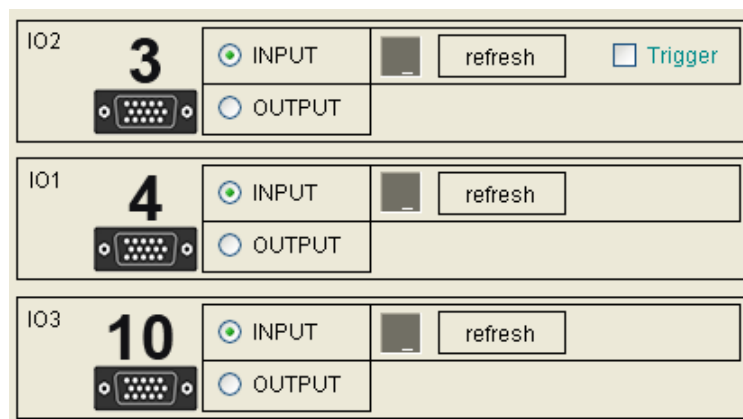 IO2
3
INPUT
refresh
Trigger
OUTPUT
IO1
4
INPUT
refresh
OUTPUT
IO3
10
INPUT
refresh
OUTPUT